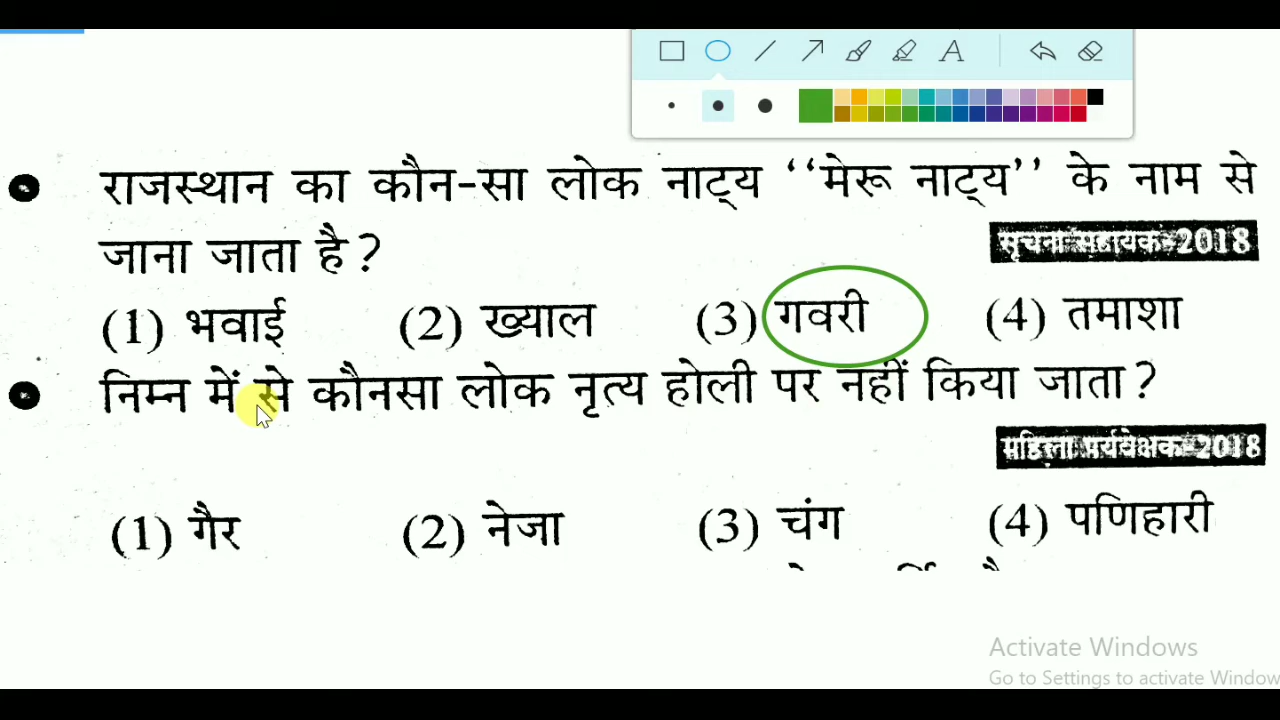 A
राजस्थान का कौन-सा लोक नाट्य ‘‘मेरू नाट्य’’ के नाम से
जाना जाता है?
सूचना सहायक-2018
(1) भवाई (2) ख्याल (3) गवरी (4) तमाशा
निम्न में से कौनसा लोक नृत्य होली पर नहीं किया जाता?
महिला पर्यवेक्षक-2018
(1) गैर (2) नेजा (3) चंग (4) पणिहारी
Activate Windows
Go to Settings to activate Window